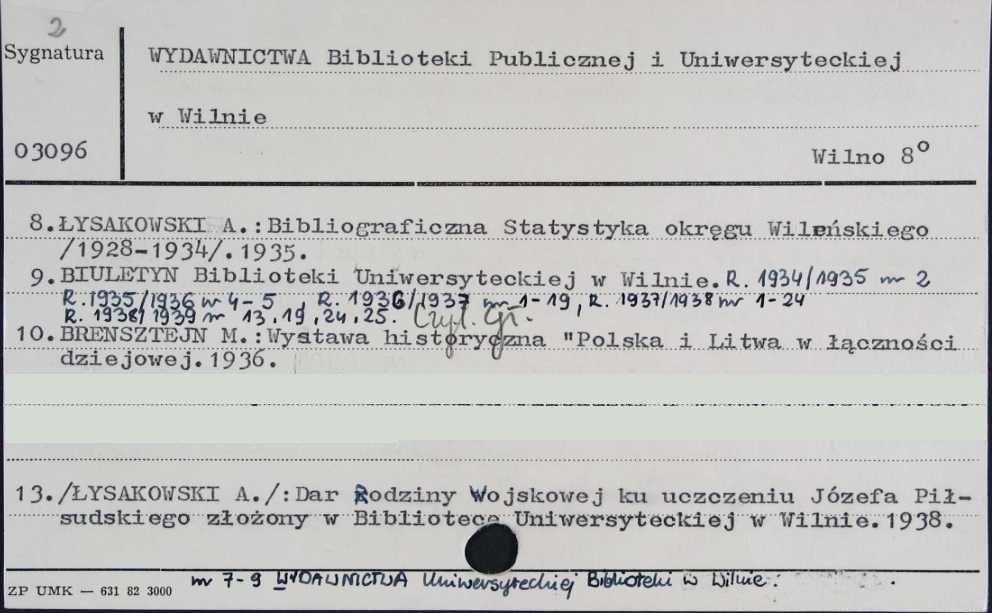 2
Sygnatura
WYDAWNICTWA Biblioteki Publicznej i Uniwersyteckiej
w Wilnie
03096
Wilno 8°
8. ŁYSAKOWSKI A.: Bibliograficzna Statystyka okręgu Wileńskiego
/1928-1934/. 1935.
9. BIULETYN Biblioteki Uniwersyteckiej w Wilnie. R. 1934/1935 nr 2
R. 1935/1936 nr 4-5, R. 1936/1937 nr 1-19, R. 1937/1938 nr 1-24
R. 1938/1939 nr 13.19.24.25. Czyt. Gł.
10. BRENSZTEJN M.: Wystawa historyczna "Polska i Litwa w łączności
dziejowej. 1936.
13. /ŁYSAKOWSKI A./: Dar Rodziny Wojskowej ku uczczeniu Józefa Pił-
sudskiego złożony w Bibliotece Uniwersyteckiej w Wilnie. 1938.
nr 7-9 WYDAWNICTWA Uniwersyteckiej Biblioteki w Wilnie.
ZP UMK — 631 82 3000